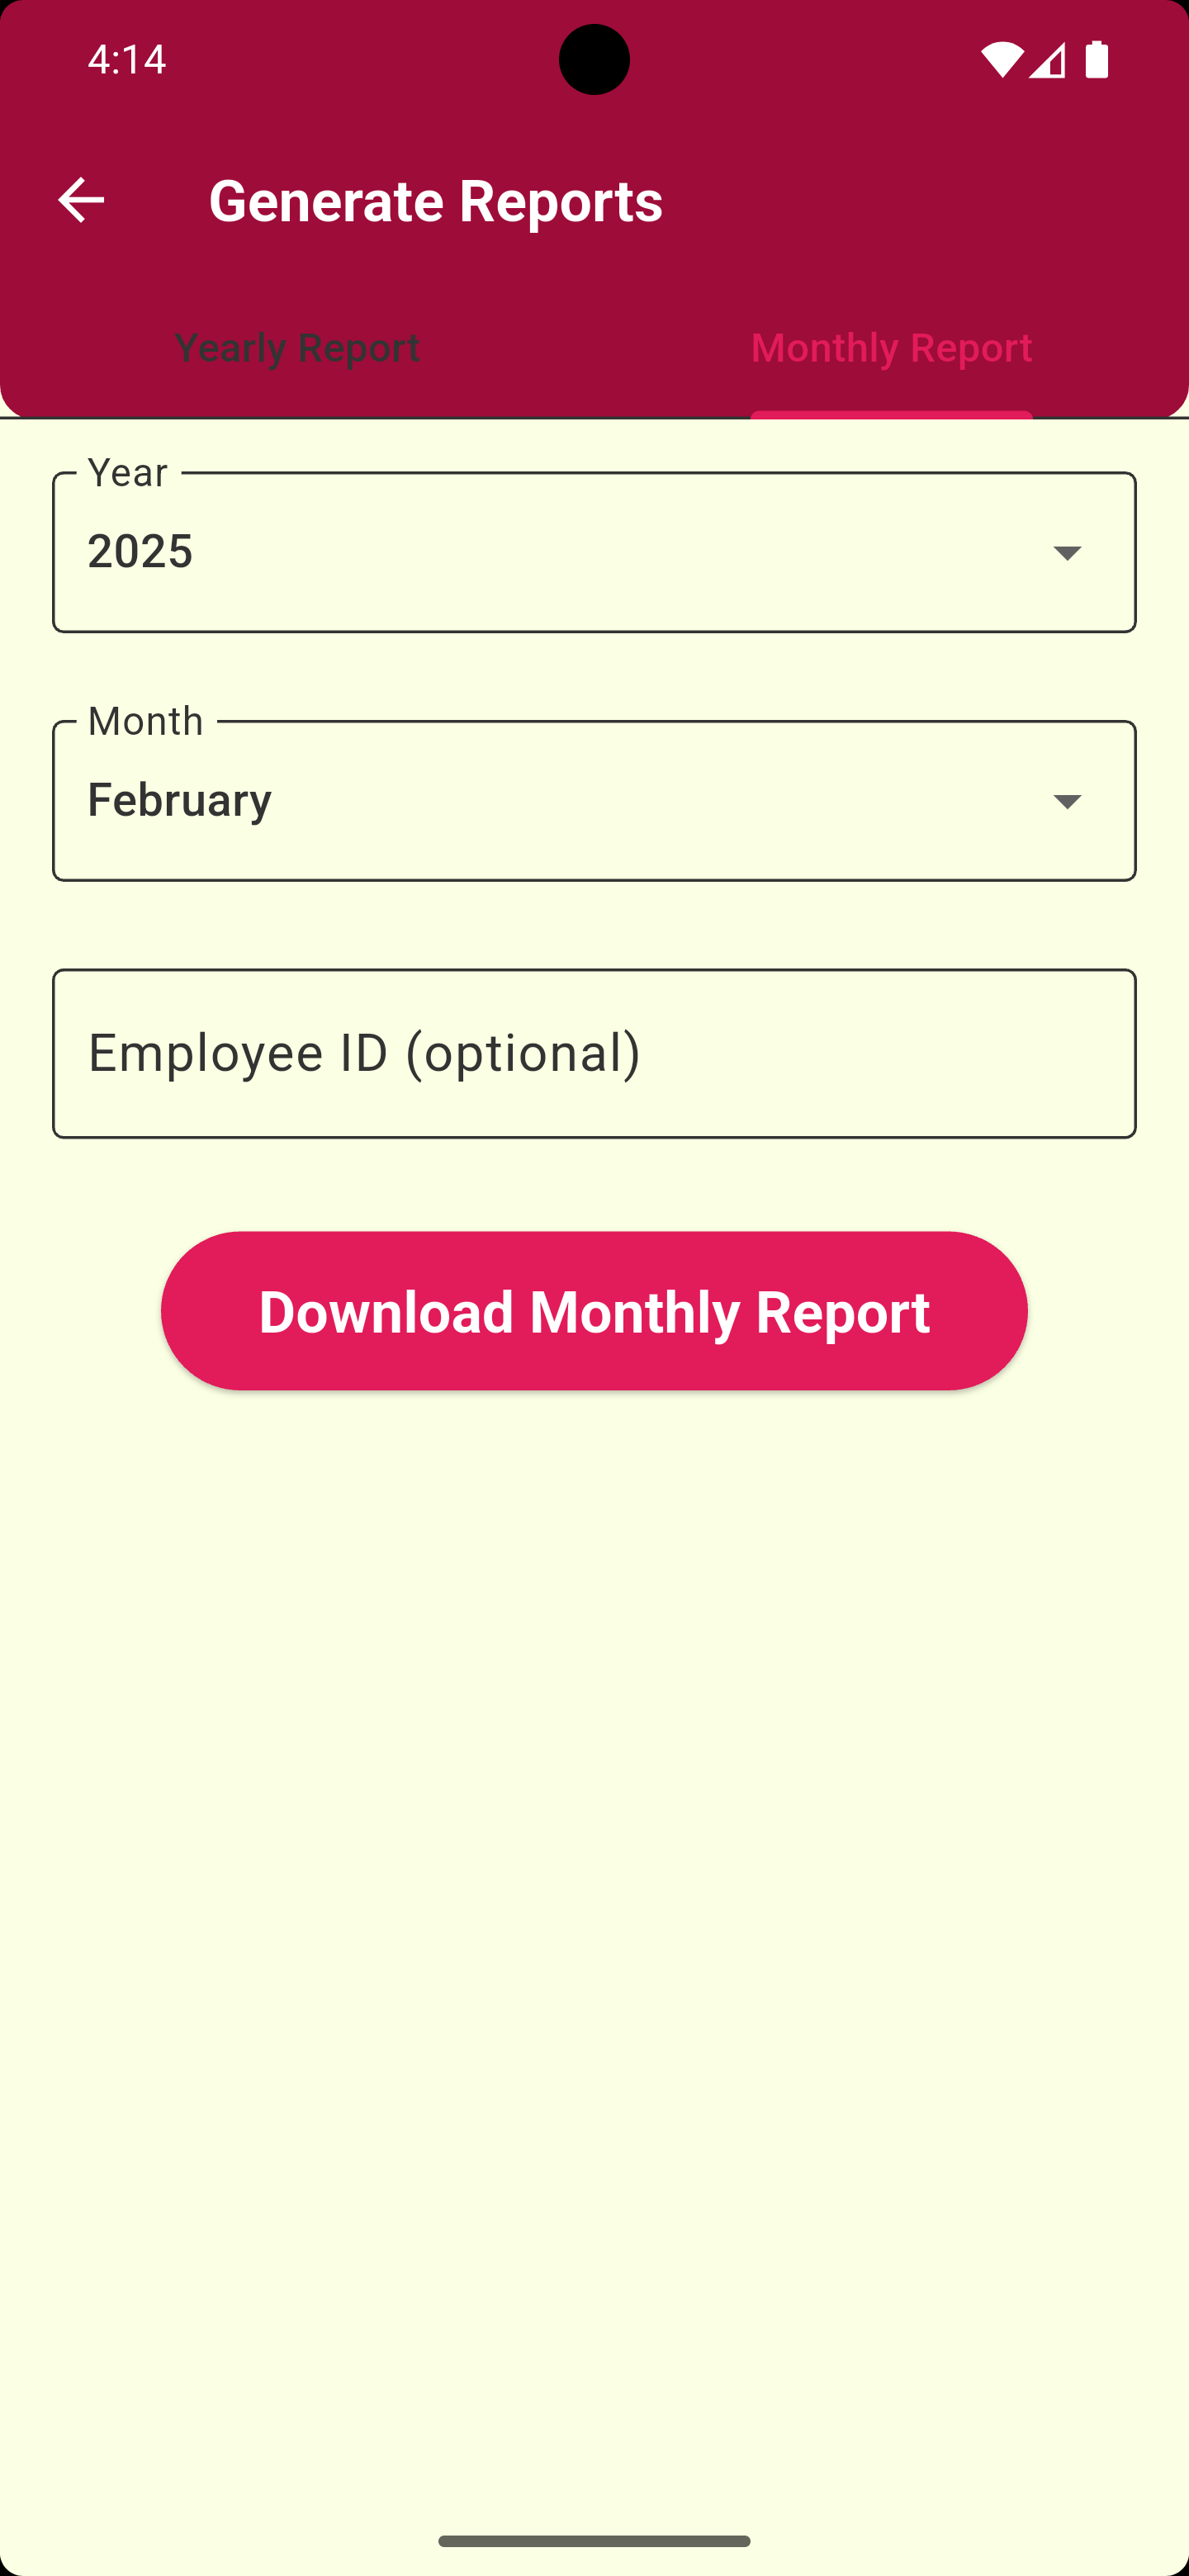 4:14
Generate Reports
Yearly Report
Monthly Report
Year
2025
Month
February
Employee ID (optional)
Download Monthly Report